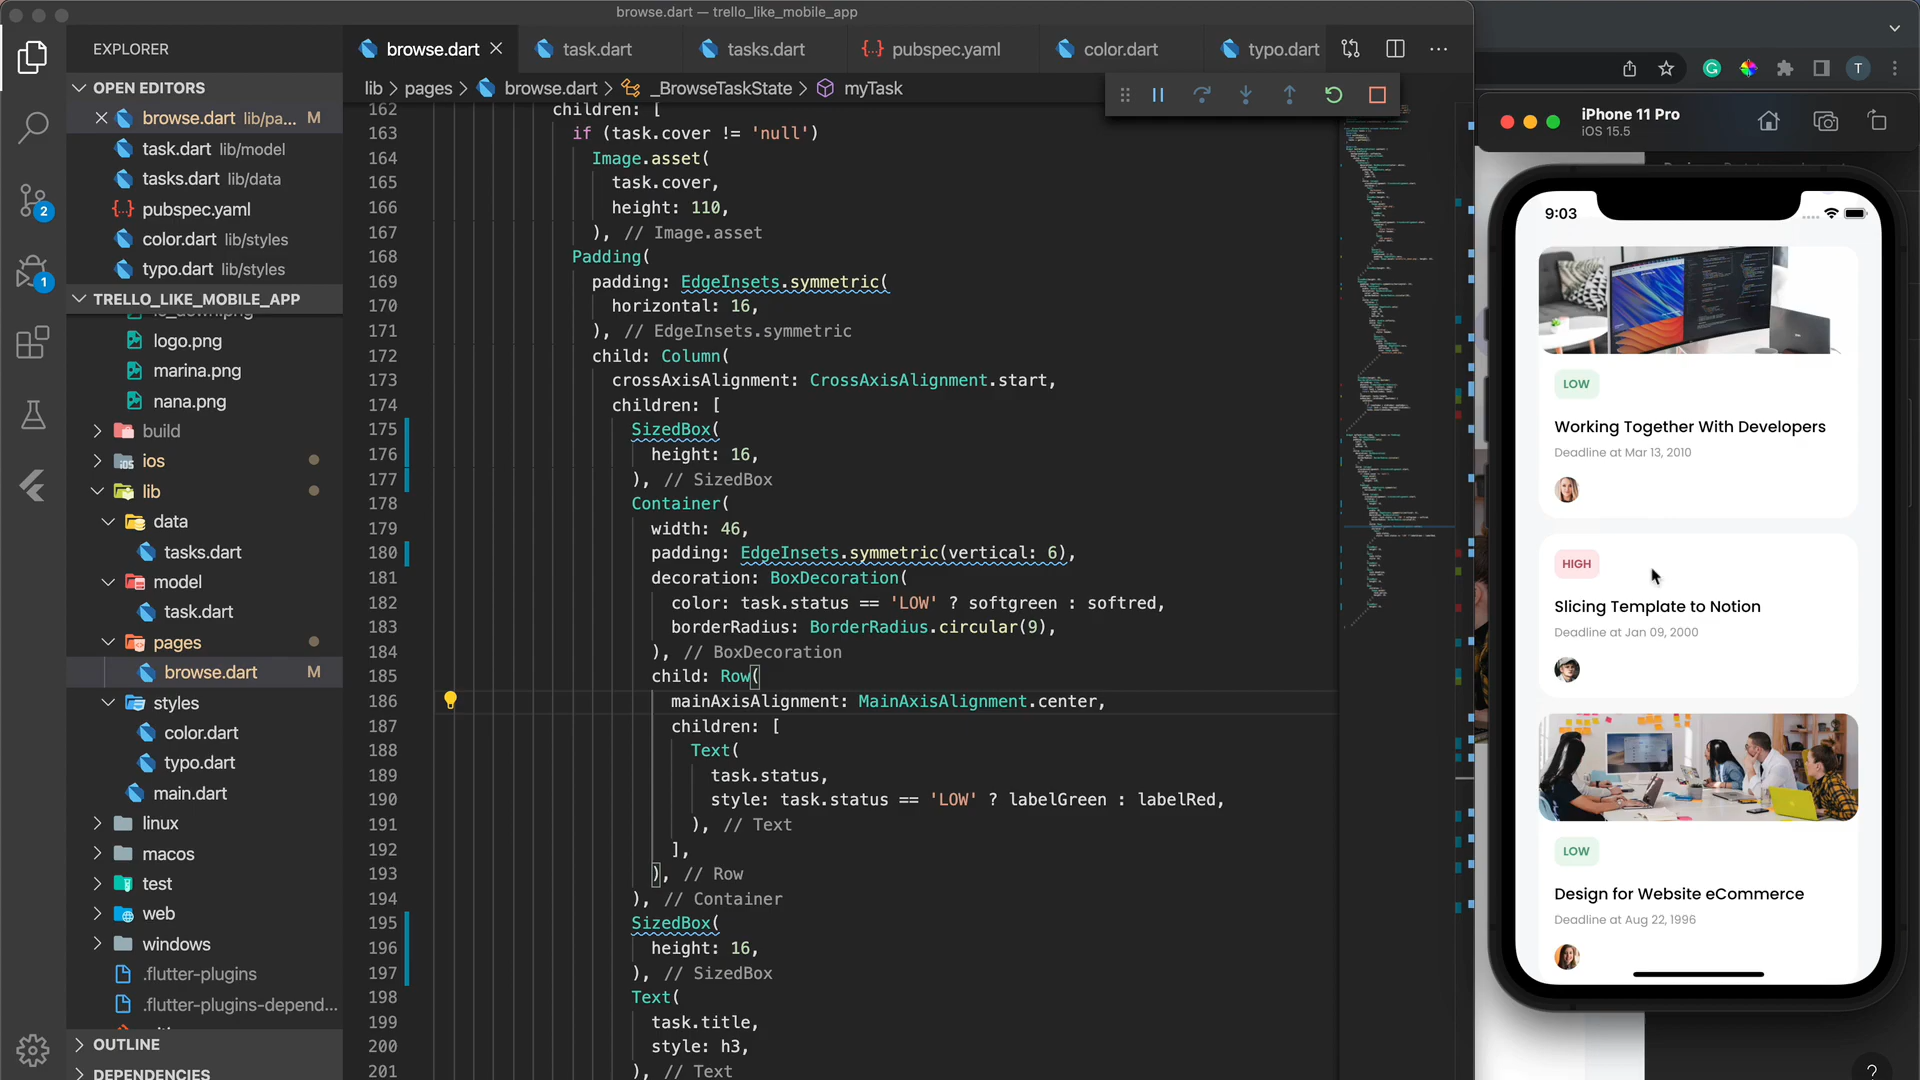 browse.dart — trello_like_mobile_app
EXPLORER
OPEN EDITORS
browse.dart lib/pa... M
task.dart lib/model
tasks.dart lib/data
pubspec.yaml
color.dart lib/styles
typo.dart lib/styles
TRELLO_LIKE_MOBILE_APP
logo.png
marina.png
nana.png
build
ios
lib
data
tasks.dart
model
task.dart
pages
browse.dart M
styles
color.dart
typo.dart
main.dart
linux
macos
test
web
windows
.flutter-plugins
.flutter-plugins-depend...
OUTLINE
DEPENDENCIES
2
1
browse.dart
task.dart
tasks.dart
pubspec.yaml
color.dart
typo.dart
lib > pages > browse.dart > _BrowseTaskState > myTask
162 children: [
163 if (task.cover != 'null')
164 Image.asset(
165 task.cover,
166 height: 110,
167 ), // Image.asset
168 Padding(
169 padding: EdgeInsets.symmetric(
170 horizontal: 16,
171 ), // EdgeInsets.symmetric
172 child: Column(
173 crossAxisAlignment: CrossAxisAlignment.start,
174 children: [
175 SizedBox(
176 height: 16,
177 ), // SizedBox
178 Container(
179 width: 46,
180 padding: EdgeInsets.symmetric(vertical: 6),
181 decoration: BoxDecoration(
182 color: task.status == 'LOW' ? softgreen : softred,
183 borderRadius: BorderRadius.circular(9),
184 ), // BoxDecoration
185 child: Row(
186 mainAxisAlignment: MainAxisAlignment.center,
187 children: [
188 Text(
189 task.status,
190 style: task.status == 'LOW' ? labelGreen : labelRed,
191 ), // Text
192 ],
193 ), // Row
194 ), // Container
195 SizedBox(
196 height: 16,
197 ), // SizedBox
198 Text(
199 task.title,
200 style: h3,
201 ), // Text
T
iPhone 11 Pro
iOS 15.5
9:03
LOW
Working Together With Developers
Deadline at Mar 13, 2010
HIGH
Slicing Template to Notion
Deadline at Jan 09, 2000
LOW
Design for Website eCommerce
Deadline at Aug 22, 1996
?